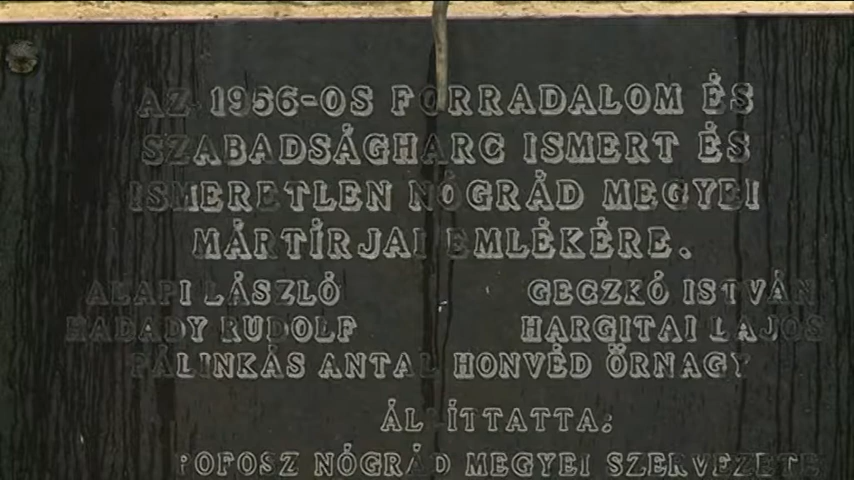 AZ 1956-OS FORRADALOM ÉS
SZABADSÁGHARC ISMERT ÉS
ISMERETLEN NÓGRÁD MEGYEI
MÁRTÍRJAI EMLÉKÉRE.
ALAPI LÁSZLÓ GECZKÓ ISTVÁN
HADADY RUDOLF HARGITAI LAJOS
PÁLINKÁS ANTAL HONVÉD ŐRNAGY
ÁLLÍTTATTA:
POFOSZ NÓGRÁD MEGYEI SZERVEZETE